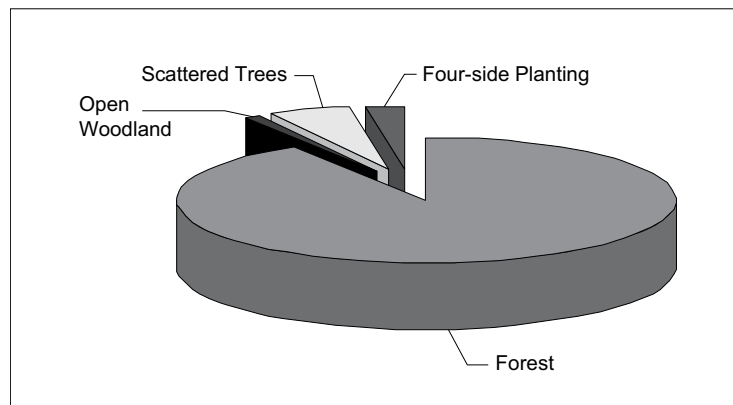 Scattered Trees
Four-side Planting
Open
Woodland
Forest